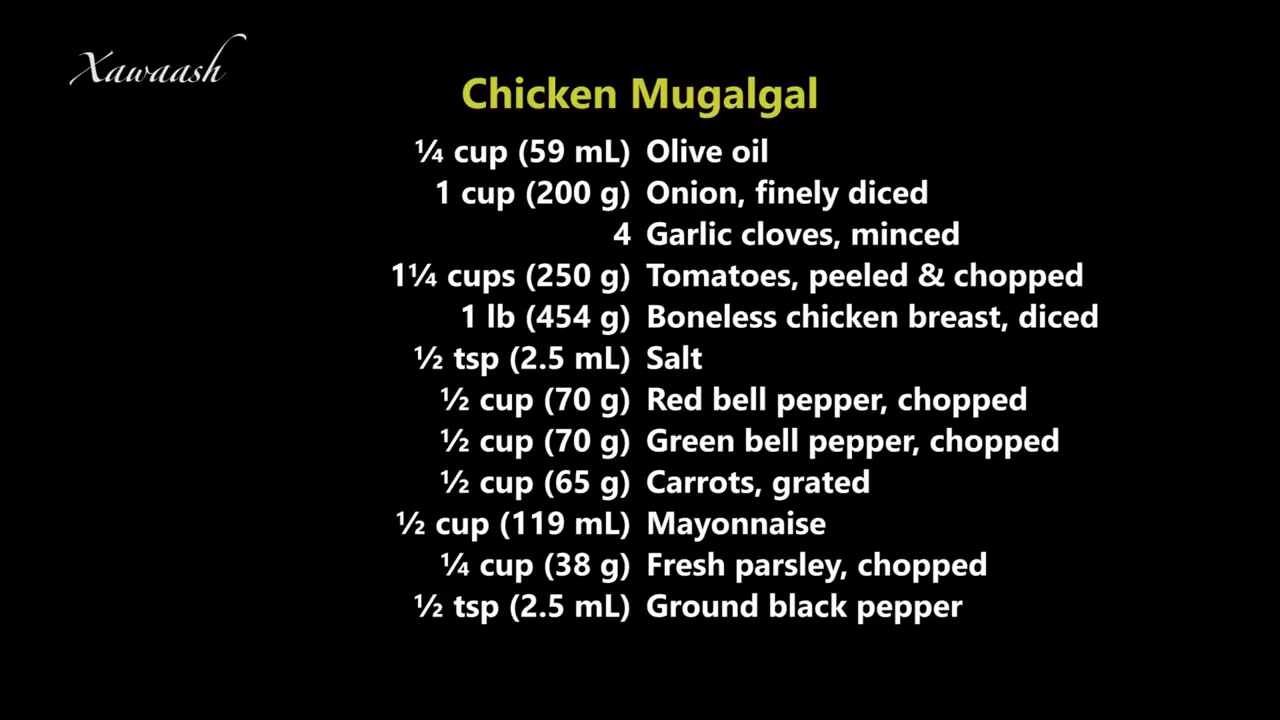 Xawaash
Chicken Mugalgal
¼ cup (59 mL) Olive oil
1 cup (200 g) Onion, finely diced
4 Garlic cloves, minced
1¼ cups (250 g) Tomatoes, peeled & chopped
1 lb (454 g) Boneless chicken breast, diced
½ tsp (2.5 mL) Salt
½ cup (70 g) Red bell pepper, chopped
½ cup (70 g) Green bell pepper, chopped
½ cup (65 g) Carrots, grated
½ cup (119 mL) Mayonnaise
¼ cup (38 g) Fresh parsley, chopped
½ tsp (2.5 mL) Ground black pepper